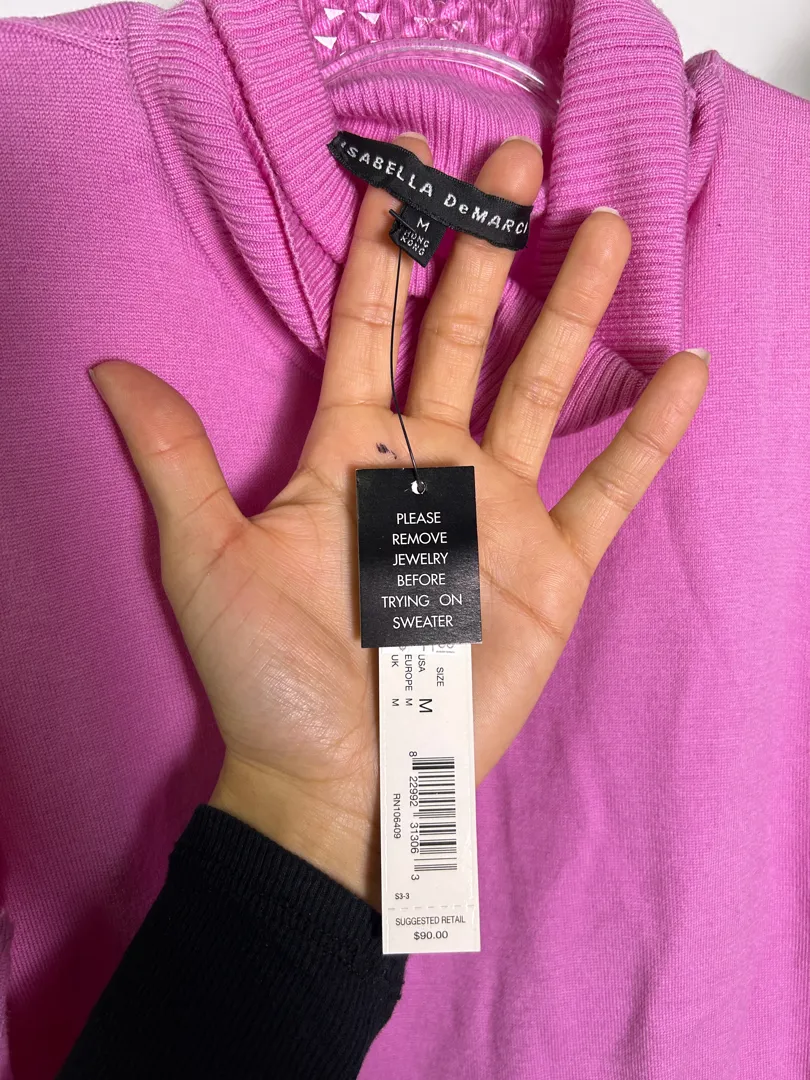 ISABELLA DeMARCO
M
HONG
KONG
PLEASE
REMOVE
JEWELRY
BEFORE
TRYING ON
SWEATER
SIZE
USA M
EUROPE M
UK M
8 22992 31306 3
RN106409
S3-3
SUGGESTED RETAIL
$90.00